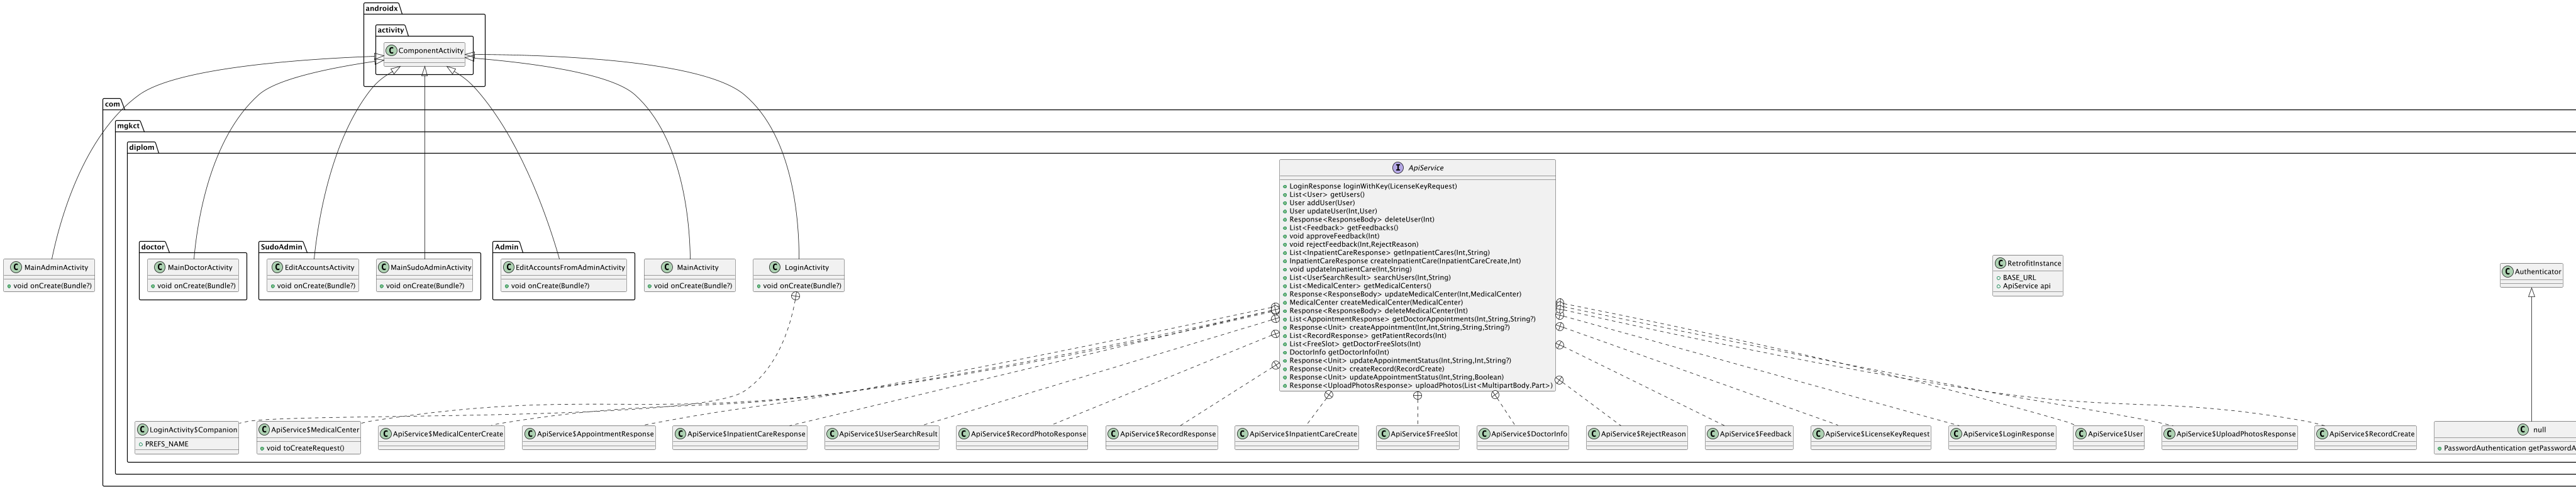 androidx
activity
ComponentActivity
com
mgkct
diplom
ApiService
LoginResponse loginWithKey(LicenseKeyRequest)
List<User> getUsers()
User addUser(User)
User updateUser(Int,User)
Response<ResponseBody> deleteUser(Int)
List<Feedback> getFeedbacks()
void approveFeedback(Int)
void rejectFeedback(Int,RejectReason)
List<InpatientCareResponse> getInpatientCares(Int,String)
InpatientCareResponse createInpatientCare(InpatientCareCreate,Int)
void updateInpatientCare(Int,String)
List<UserSearchResult> searchUsers(Int,String)
List<MedicalCenter> getMedicalCenters()
Response<ResponseBody> updateMedicalCenter(Int,MedicalCenter)
MedicalCenter createMedicalCenter(MedicalCenter)
Response<ResponseBody> deleteMedicalCenter(Int)
List<AppointmentResponse> getDoctorAppointments(Int,String,String?)
Response<Unit> createAppointment(Int,Int,String,String,String?)
List<RecordResponse> getPatientRecords(Int)
List<FreeSlot> getDoctorFreeSlots(Int)
DoctorInfo getDoctorInfo(Int)
Response<Unit> updateAppointmentStatus(Int,String,Int,String?)
Response<Unit> createRecord(RecordCreate)
Response<Unit> updateAppointmentStatus(Int,String,Boolean)
Response<UploadPhotosResponse> uploadPhotos(List<MultipartBody.Part>)
MainAdminActivity
void onCreate(Bundle?)
doctor
MainDoctorActivity
void onCreate(Bundle?)
SudoAdmin
EditAccountsActivity
void onCreate(Bundle?)
MainSudoAdminActivity
void onCreate(Bundle?)
Admin
EditAccountsFromAdminActivity
void onCreate(Bundle?)
MainActivity
void onCreate(Bundle?)
LoginActivity
void onCreate(Bundle?)
RetrofitInstance
BASE_URL
ApiService api
Authenticator
LoginActivity$Companion
PREFS_NAME
ApiService$MedicalCenter
void toCreateRequest()
ApiService$MedicalCenterCreate
ApiService$AppointmentResponse
ApiService$InpatientCareResponse
ApiService$UserSearchResult
ApiService$RecordPhotoResponse
ApiService$RecordResponse
ApiService$InpatientCareCreate
ApiService$FreeSlot
ApiService$DoctorInfo
ApiService$RejectReason
ApiService$Feedback
ApiService$LicenseKeyRequest
ApiService$LoginResponse
ApiService$User
ApiService$UploadPhotosResponse
ApiService$RecordCreate
null
PasswordAuthentication getPasswordA